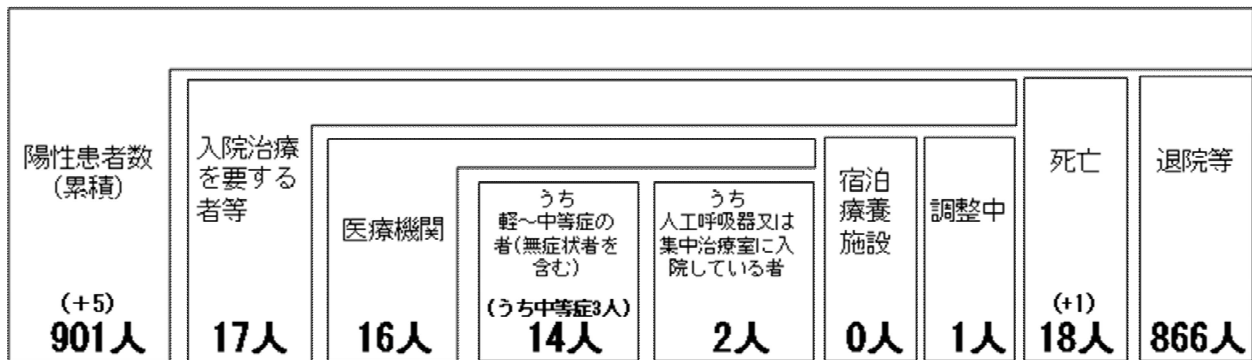 陽性患者数
(累積)
(+5)
901人
入院治療
を要する
者等
17人
医療機関
16人
うち
軽～中等症の
者(無症状者を
含む)
(うち中等症3人)
14人
うち
人工呼吸器又は
集中治療室に入
院している者
2人
宿泊
療養
施設
0人
調整中
1人
死亡
(+1)
18人
退院等
866人